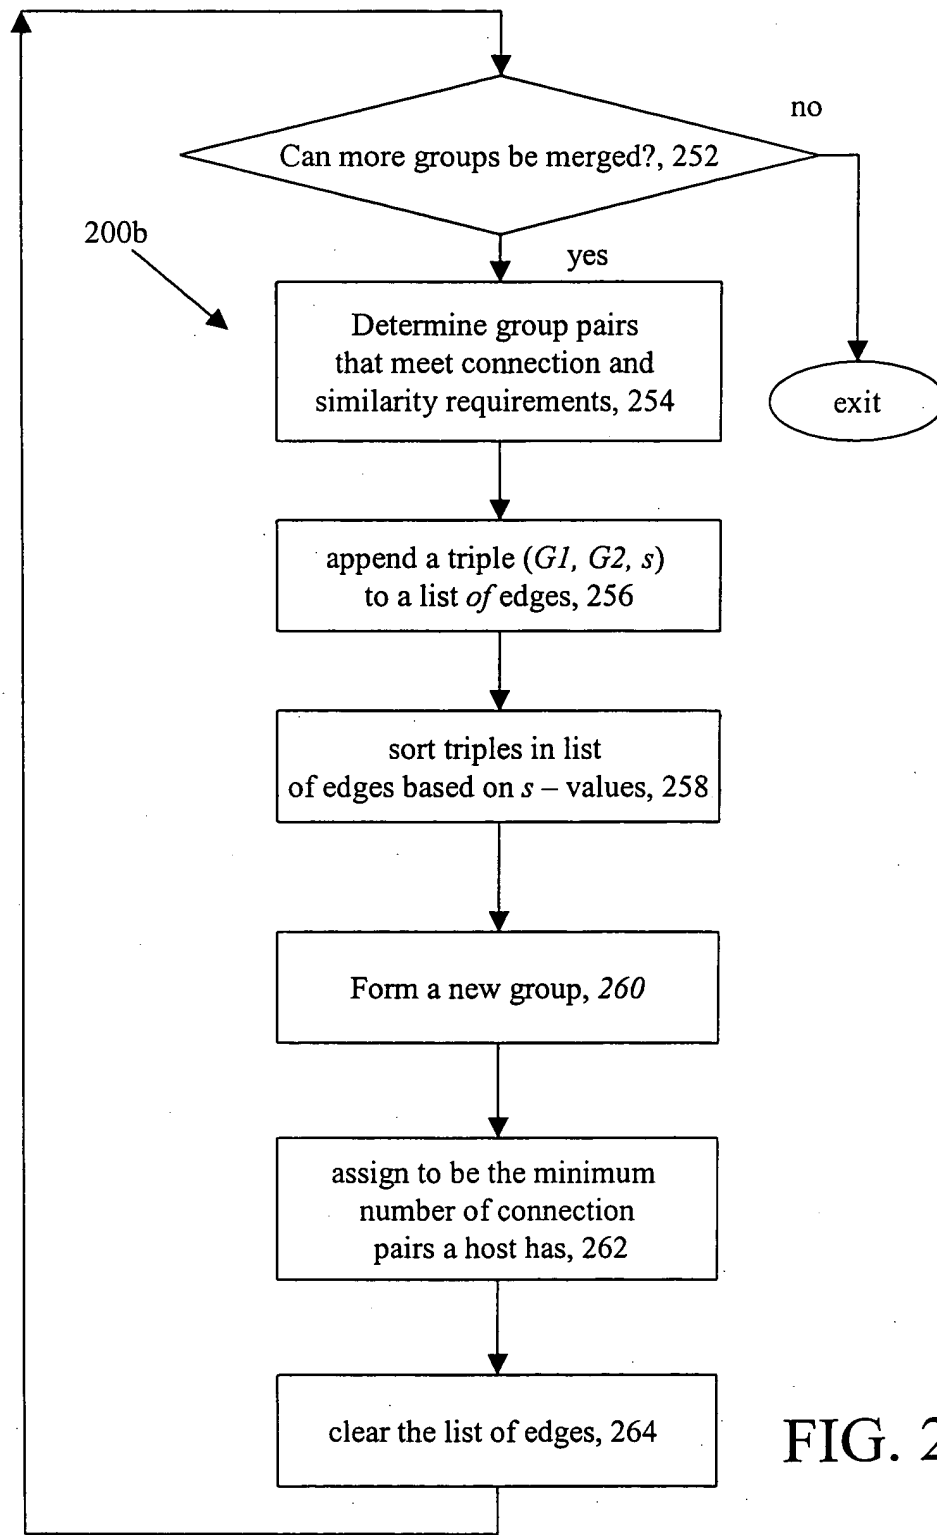 no
Can more groups be merged?, 252
200b
yes
Determine group pairs
that meet connection and
similarity requirements, 254
exit
append a triple (G1, G2, s)
to a list of edges, 256
sort triples in list
of edges based on s – values, 258
Form a new group, 260
assign to be the minimum
number of connection
pairs a host has, 262
clear the list of edges, 264
FIG. 2